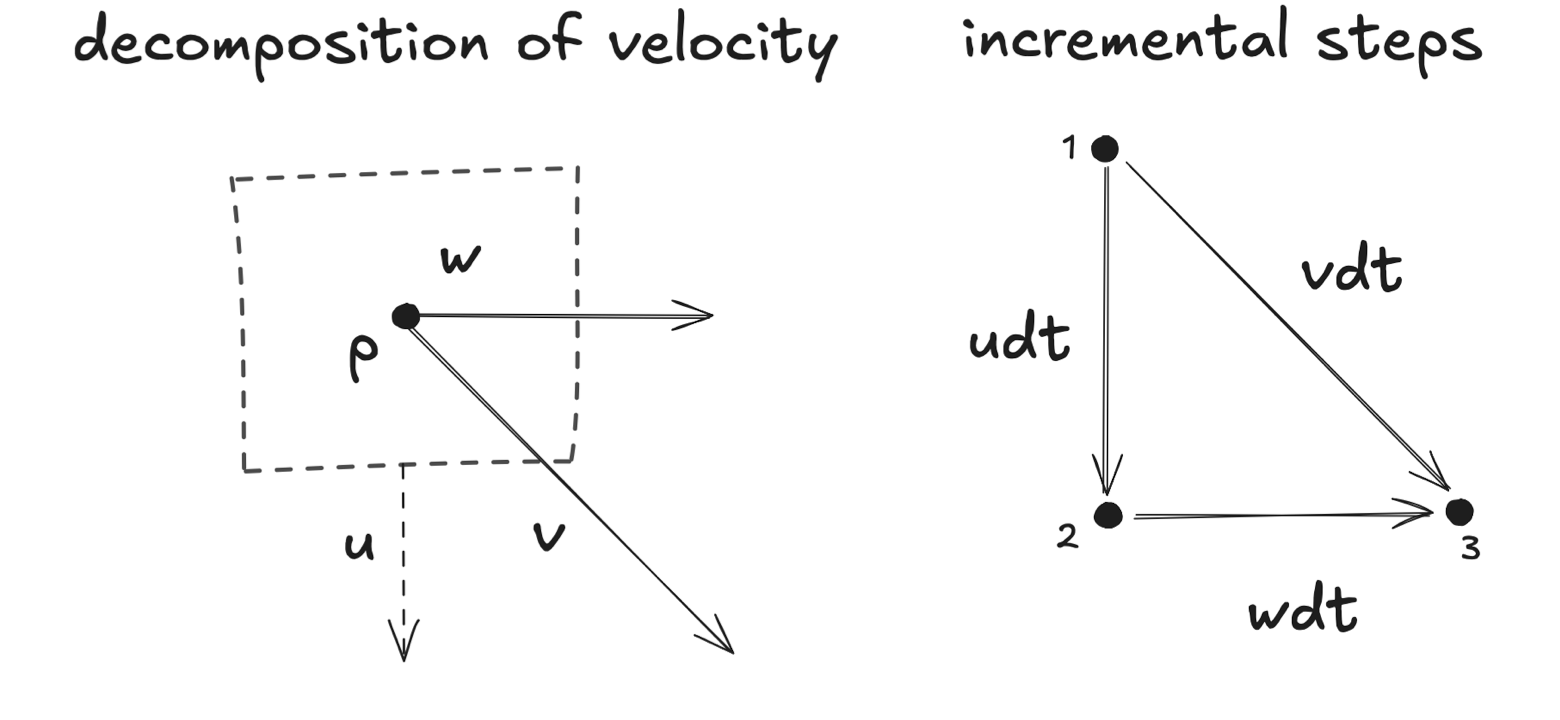 decomposition of velocity
incremental steps
w
ρ
u
v
1
udt
vdt
2
3
wdt